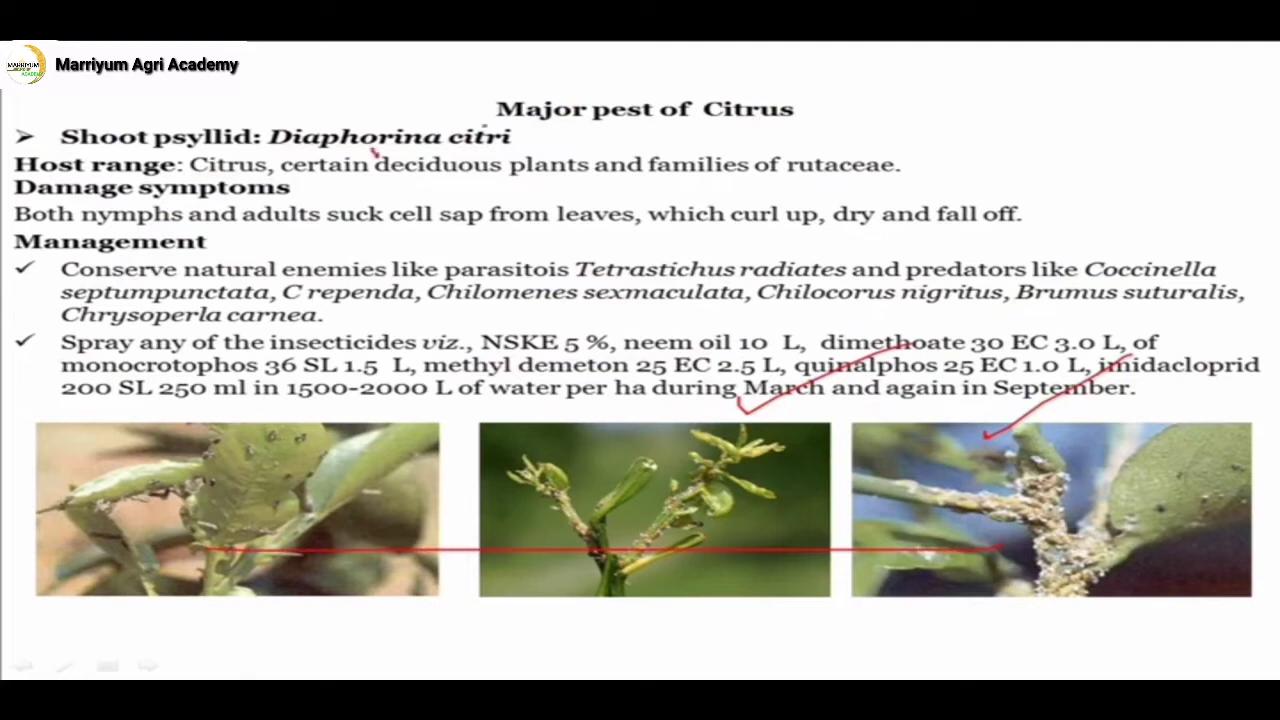 Marriyum Agri Academy
Major pest of Citrus
➤ Shoot psyllid: Diaphorina citri
Host range: Citrus, certain deciduous plants and families of rutaceae.
Damage symptoms
Both nymphs and adults suck cell sap from leaves, which curl up, dry and fall off.
Management
✓ Conserve natural enemies like parasitois Tetrastichus radiates and predators like Coccinella
septumpunctata, C rependa, Chilomenes sexmaculata, Chilocorus nigritus, Brumus suturalis,
Chrysoperla carnea.
✓ Spray any of the insecticides viz., NSKE 5 %, neem oil 10 L, dimethoate 30 EC 3.0 L, of
monocrotophos 36 SL 1.5 L, methyl demeton 25 EC 2.5 L, quinalphos 25 EC 1.0 L, imidacloprid
200 SL 250 ml in 1500-2000 L of water per ha during March and again in September.